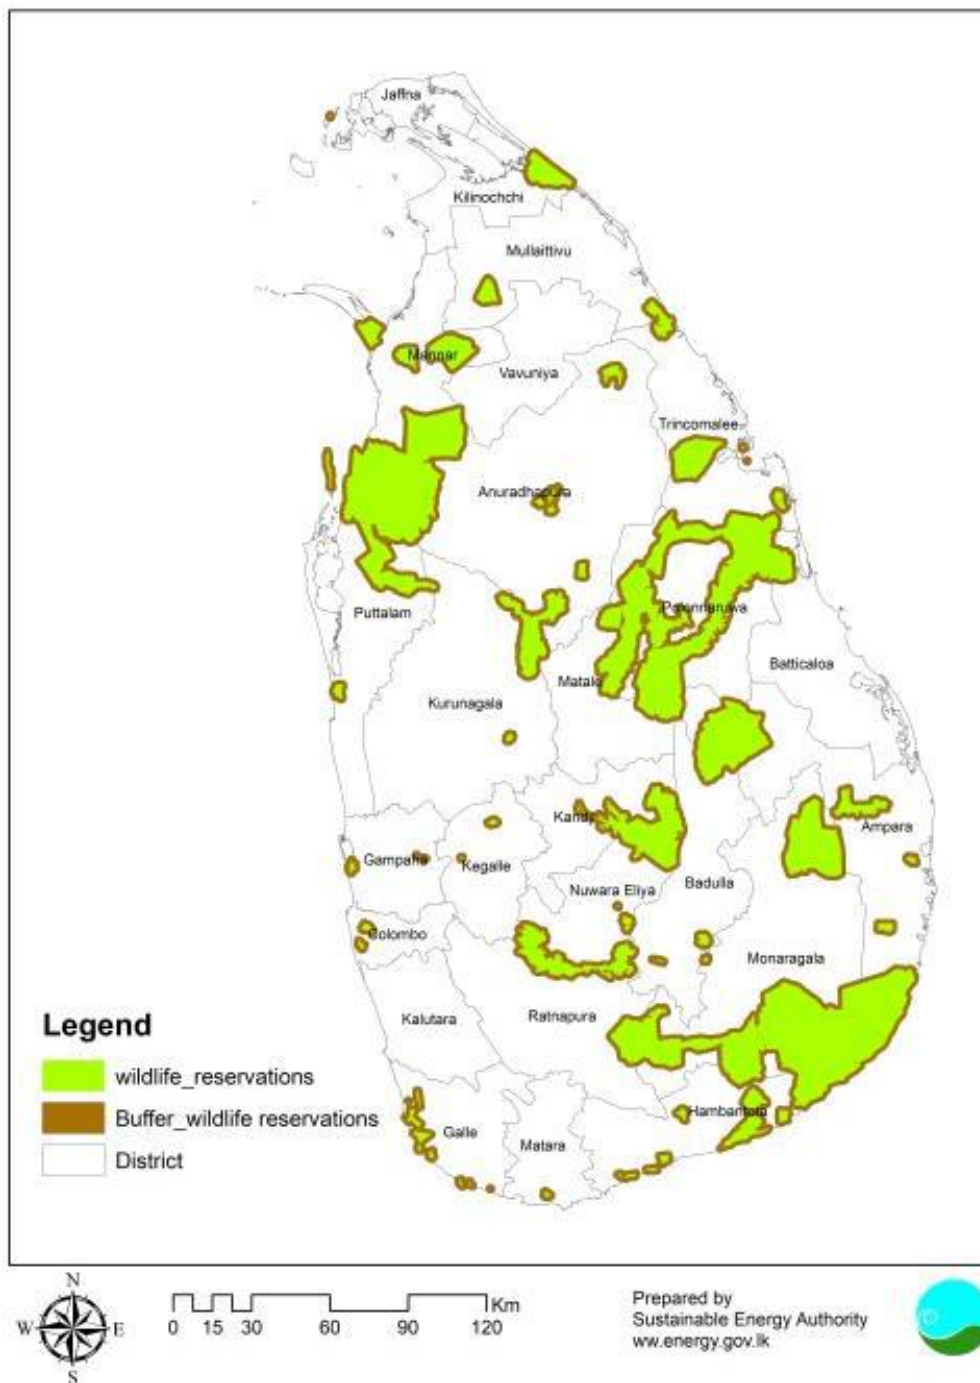 Jaffna
Kilinochchi
Mullaittivu
Mannar
Vavuniya
Trincomalee
Anuradhapura
Puttalam
Polonnaruwa
Batticaloa
Matale
Kurunagala
Kandy
Ampara
Gampaha
Kegalle
Nuwara Eliya
Badulla
Colombo
Monaragala
Kalutara
Ratnapura
Hambantota
Galle
Matara
Legend
wildlife_reservations
Buffer_wildlife reservations
District
N
W E
S
Km
0 15 30 60 90 120
Prepared by
Sustainable Energy Authority
ww.energy.gov.lk